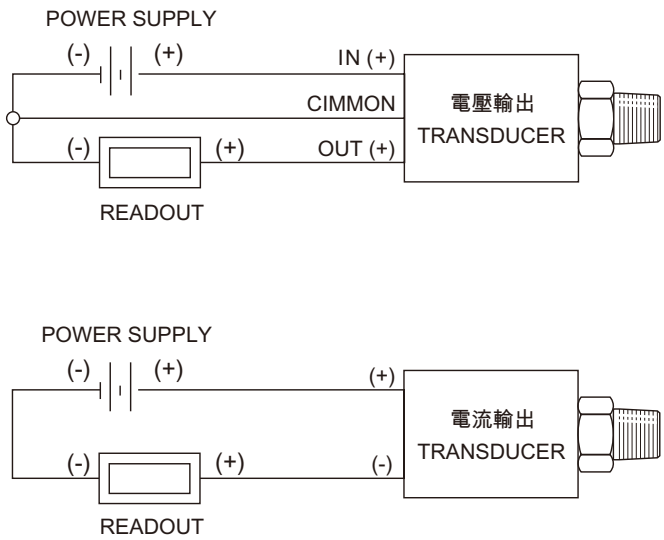 POWER SUPPLY
(-) (+) IN (+)
CIMMON
電壓輸出
TRANSDUCER
(-) (+) OUT (+)
READOUT
POWER SUPPLY
(-) (+) (+)
電流輸出
TRANSDUCER
(-) (+) (-)
READOUT